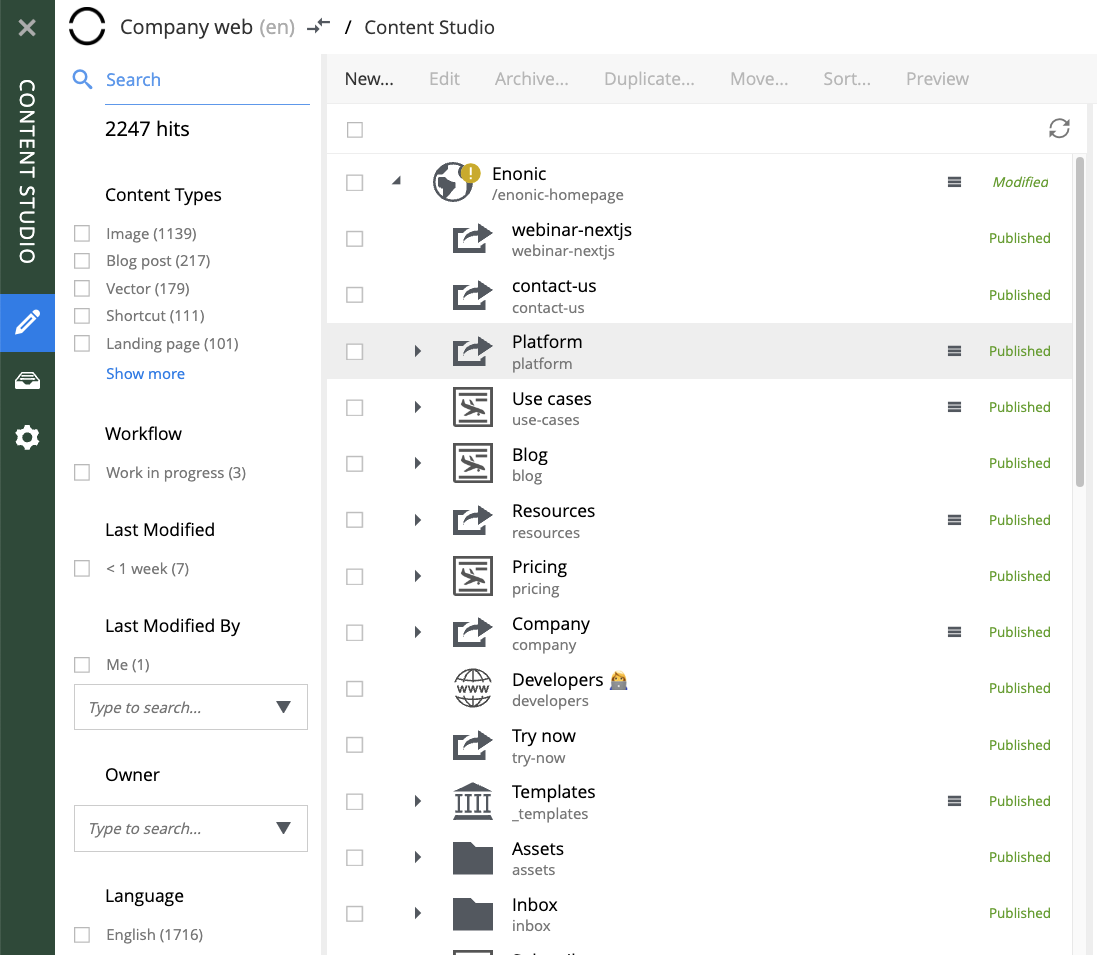 Company web (en) / Content Studio
CONTENT STUDIO
Search
2247 hits
Content Types
Image (1139)
Blog post (217)
Vector (179)
Shortcut (111)
Landing page (101)
Show more
Workflow
Work in progress (3)
Last Modified
< 1 week (7)
Last Modified By
Me (1)
Type to search...
Owner
Type to search...
Language
English (1716)
New... Edit Archive... Duplicate... Move... Sort... Preview
Enonic Modified
/enonic-homepage
webinar-nextjs Published
webinar-nextjs
contact-us Published
contact-us
Platform Published
platform
Use cases Published
use-cases
Blog Published
blog
Resources Published
resources
Pricing Published
pricing
Company Published
company
WWW
Developers 👩‍💻 Published
developers
Try now Published
try-now
Templates Published
_templates
Assets Published
assets
Inbox Published
inbox